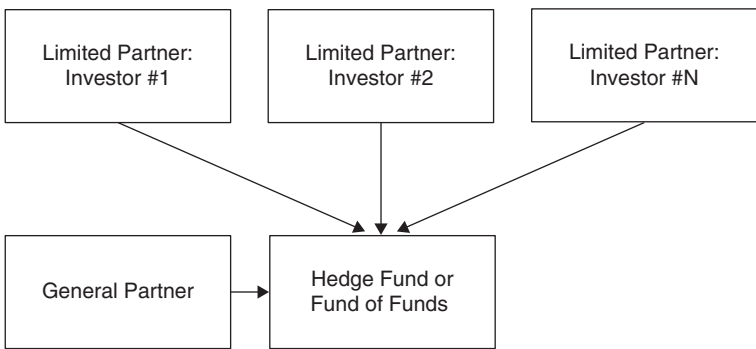 Limited Partner:
Investor #1
Limited Partner:
Investor #2
Limited Partner:
Investor #N
General Partner
Hedge Fund or
Fund of Funds